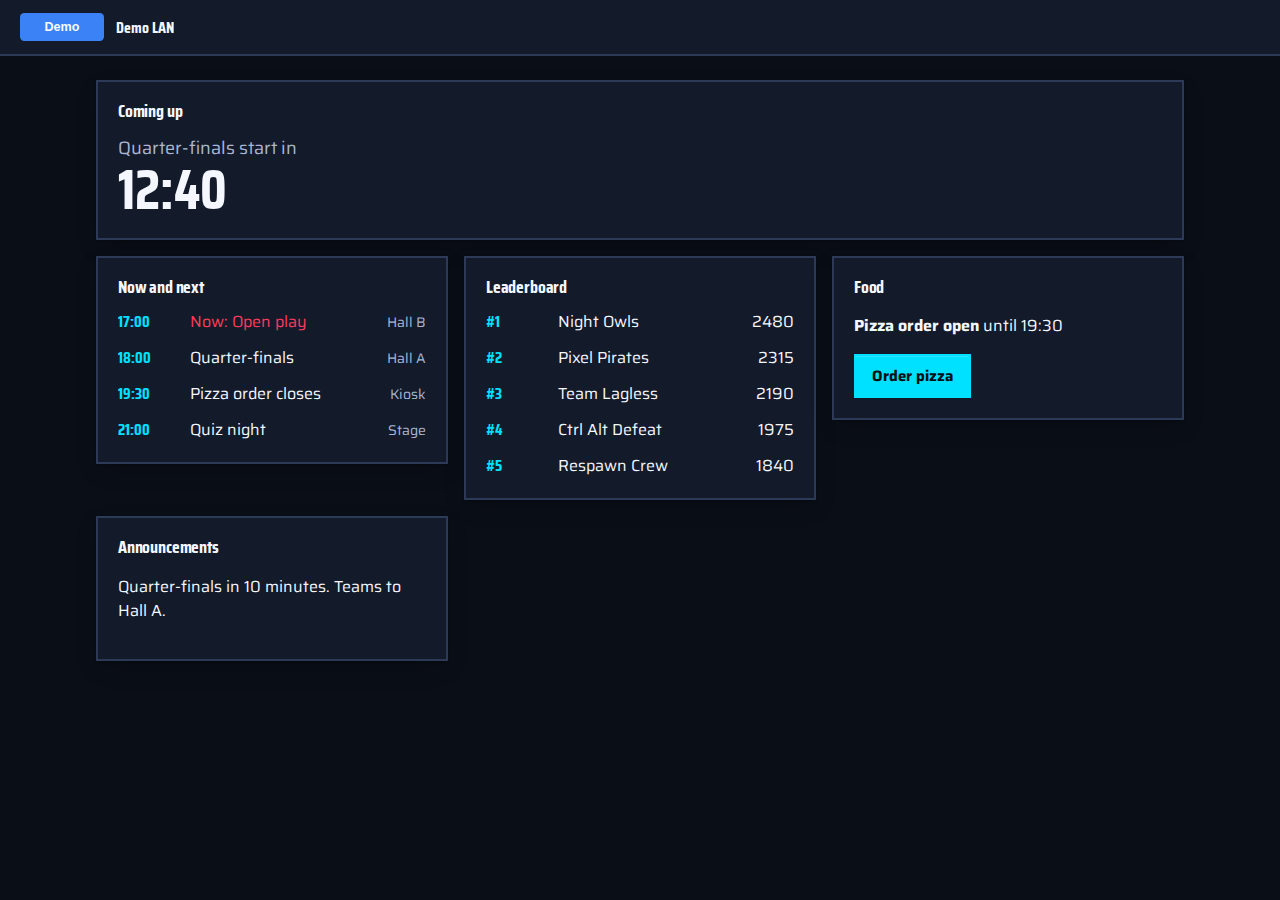 Demo Demo LAN
Coming up
Quarter-finals start in
12:40
Now and next
17:00 Now: Open play Hall B
18:00 Quarter-finals Hall A
19:30 Pizza order closes Kiosk
21:00 Quiz night Stage
Leaderboard
#1 Night Owls 2480
#2 Pixel Pirates 2315
#3 Team Lagless 2190
#4 Ctrl Alt Defeat 1975
#5 Respawn Crew 1840
Food
Pizza order open until 19:30
Order pizza
Announcements
Quarter-finals in 10 minutes. Teams to
Hall A.